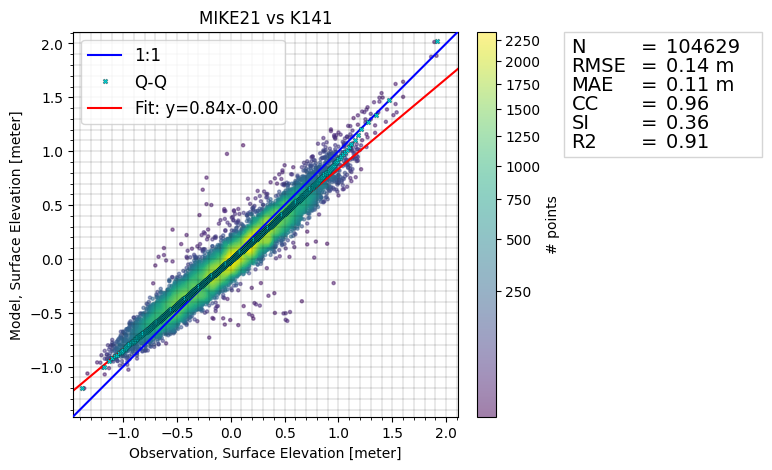 MIKE21 vs K141
1:1
Q-Q
Fit: y=0.84x-0.00
2.0
1.5
1.0
0.5
0.0
−0.5
−1.0
Model, Surface Elevation [meter]
−1.0 −0.5 0.0 0.5 1.0 1.5 2.0
Observation, Surface Elevation [meter]
2250
2000
1750
1500
1250
1000
750
500
250
# points
N = 104629
RMSE = 0.14 m
MAE = 0.11 m
CC = 0.96
SI = 0.36
R2 = 0.91